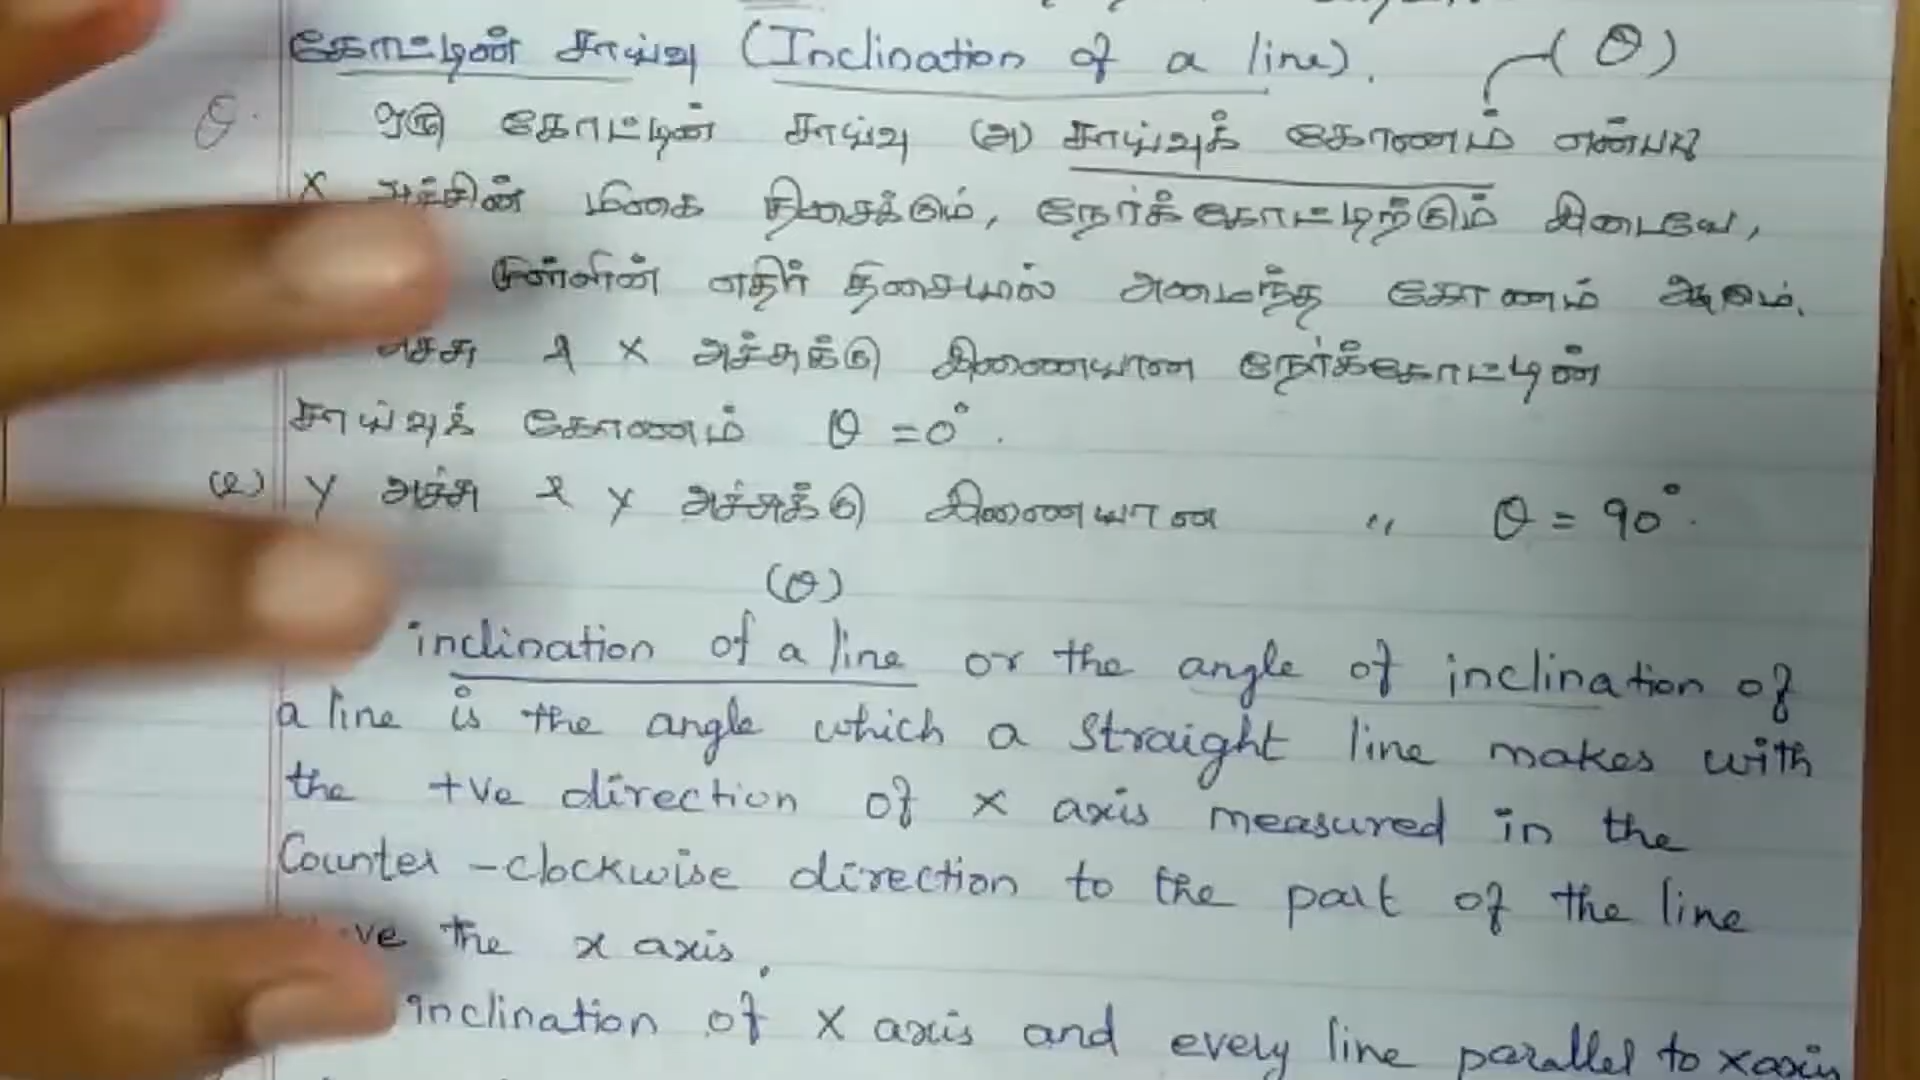 கோட்டின் சாய்வு (Inclination of a line). (θ)
θ. ஒரு கோட்டின் சாய்வு (அ) சாய்வுக் கோணம் என்பது
X அச்சின் மிகை திசைக்கும், நேர்க்கோட்டிற்கும் இடையே,
முள்ளின் எதிர் திசையில் அமைந்த கோணம் ஆகும்.
அச்சு & X அச்சுக்கு இணையான நேர்க்கோட்டின்
சாய்வுக் கோணம் θ = 0°.
(2) y அச்சு & y அச்சுக்கு இணையான " θ = 90°.
(θ)
inclination of a line or the angle of inclination of
a line is the angle which a straight line makes with
the +ve direction of x axis measured in the
Counter-clockwise direction to the part of the line
the x axis.
inclination of X axis and every line parallel to x axis